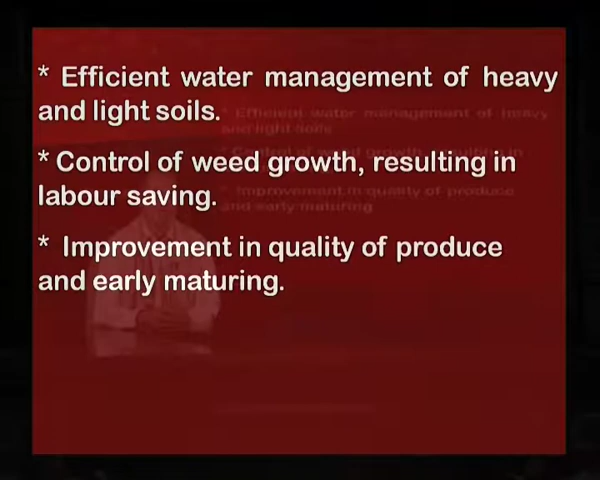 * Efficient water management of heavy
and light soils.
* Control of weed growth, resulting in
labour saving.
* Improvement in quality of produce
and early maturing.